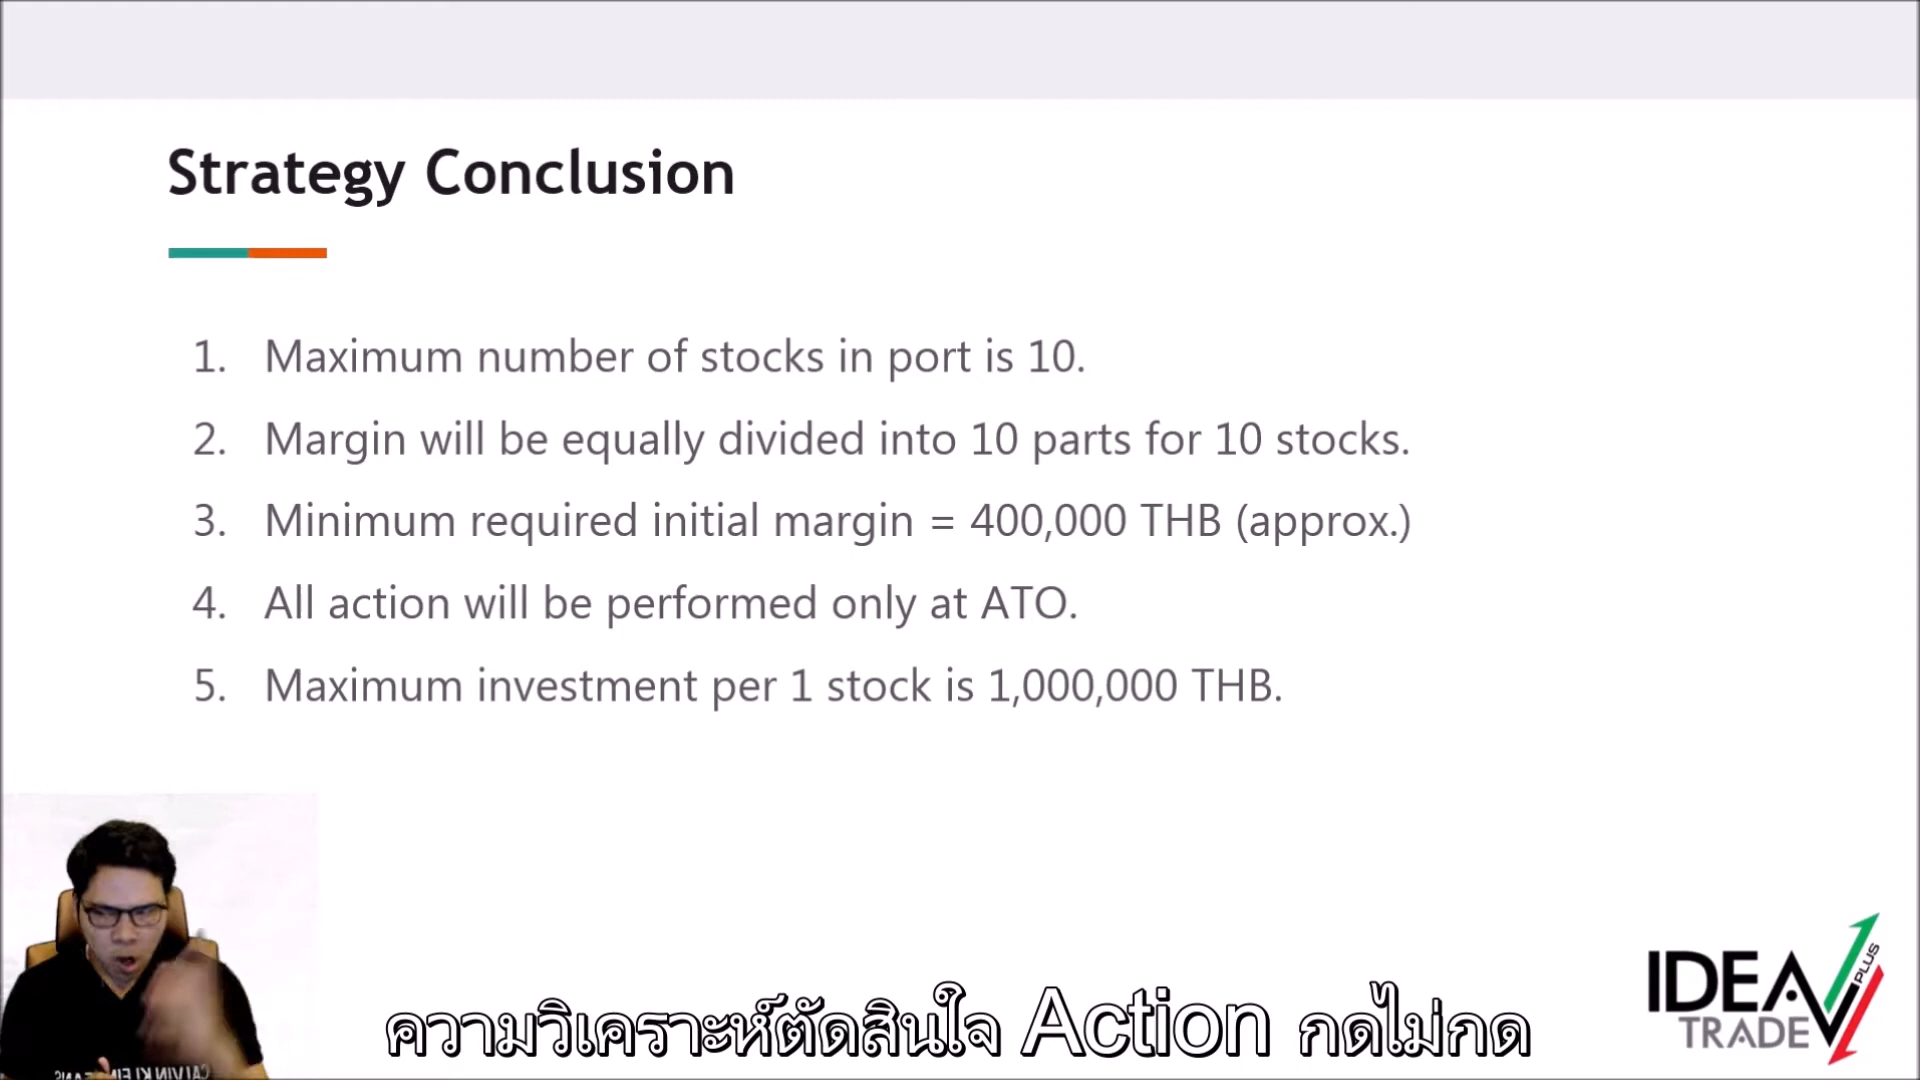 Strategy Conclusion
1. Maximum number of stocks in port is 10.
2. Margin will be equally divided into 10 parts for 10 stocks.
3. Minimum required initial margin = 400,000 THB (approx.)
4. All action will be performed only at ATO.
5. Maximum investment per 1 stock is 1,000,000 THB.
IDEA
PLUS
TRADE
ความวิเคราะห์ตัดสินใจ Action กดไม่กด
CALVIN KLEIN JEANS